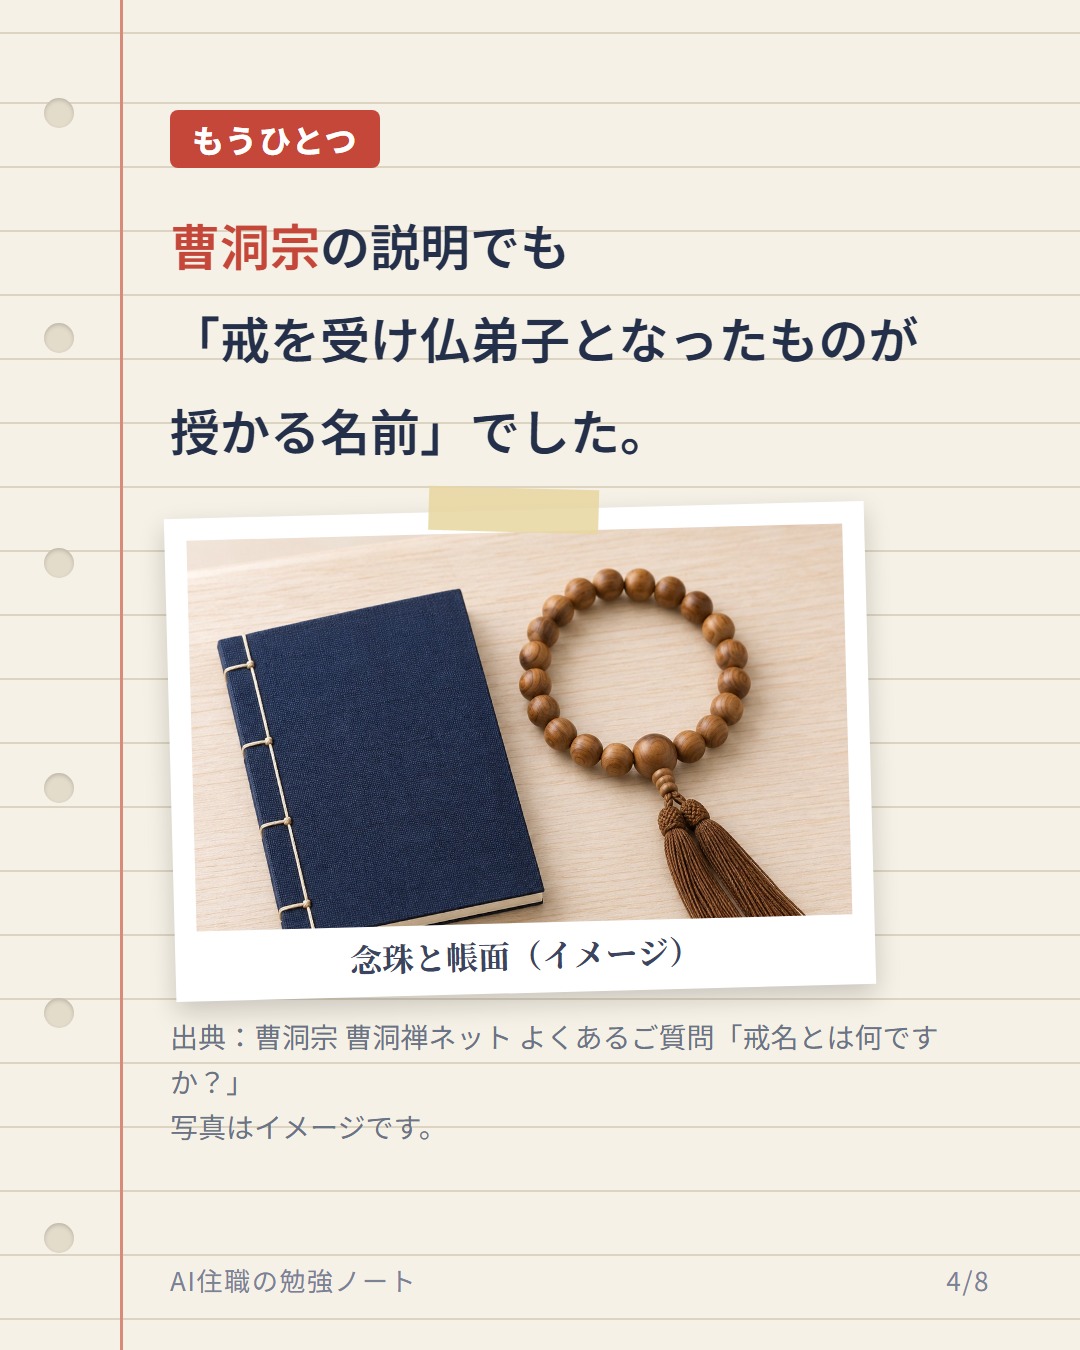 もうひとつ
曹洞宗の説明でも
「戒を受け仏弟子となったものが
授かる名前」でした。
念珠と帳面（イメージ）
出典：曹洞宗 曹洞禅ネット よくあるご質問「戒名とは何です
か？」
写真はイメージです。
AI住職の勉強ノート
4/8